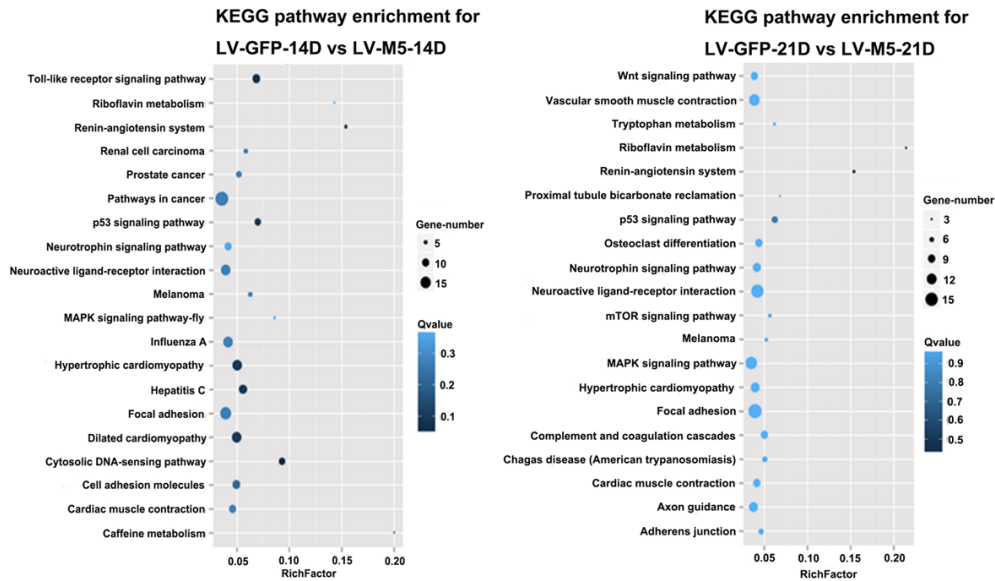 KEGG pathway enrichment for
LV-GFP-14D vs LV-M5-14D
Toll-like receptor signaling pathway
Riboflavin metabolism
Renin-angiotensin system
Renal cell carcinoma
Prostate cancer
Pathways in cancer
p53 signaling pathway
Neurotrophin signaling pathway
Neuroactive ligand-receptor interaction
Melanoma
MAPK signaling pathway-fly
Influenza A
Hypertrophic cardiomyopathy
Hepatitis C
Focal adhesion
Dilated cardiomyopathy
Cytosolic DNA-sensing pathway
Cell adhesion molecules
Cardiac muscle contraction
Caffeine metabolism
0.05 0.10 0.15 0.20
RichFactor
Gene-number
5
10
15
Qvalue
0.3
0.2
0.1
KEGG pathway enrichment for
LV-GFP-21D vs LV-M5-21D
Wnt signaling pathway
Vascular smooth muscle contraction
Tryptophan metabolism
Riboflavin metabolism
Renin-angiotensin system
Proximal tubule bicarbonate reclamation
p53 signaling pathway
Osteoclast differentiation
Neurotrophin signaling pathway
Neuroactive ligand-receptor interaction
mTOR signaling pathway
Melanoma
MAPK signaling pathway
Hypertrophic cardiomyopathy
Focal adhesion
Complement and coagulation cascades
Chagas disease (American trypanosomiasis)
Cardiac muscle contraction
Axon guidance
Adherens junction
0.05 0.10 0.15 0.20
RichFactor
Gene-number
3
6
9
12
15
Qvalue
0.9
0.8
0.7
0.6
0.5